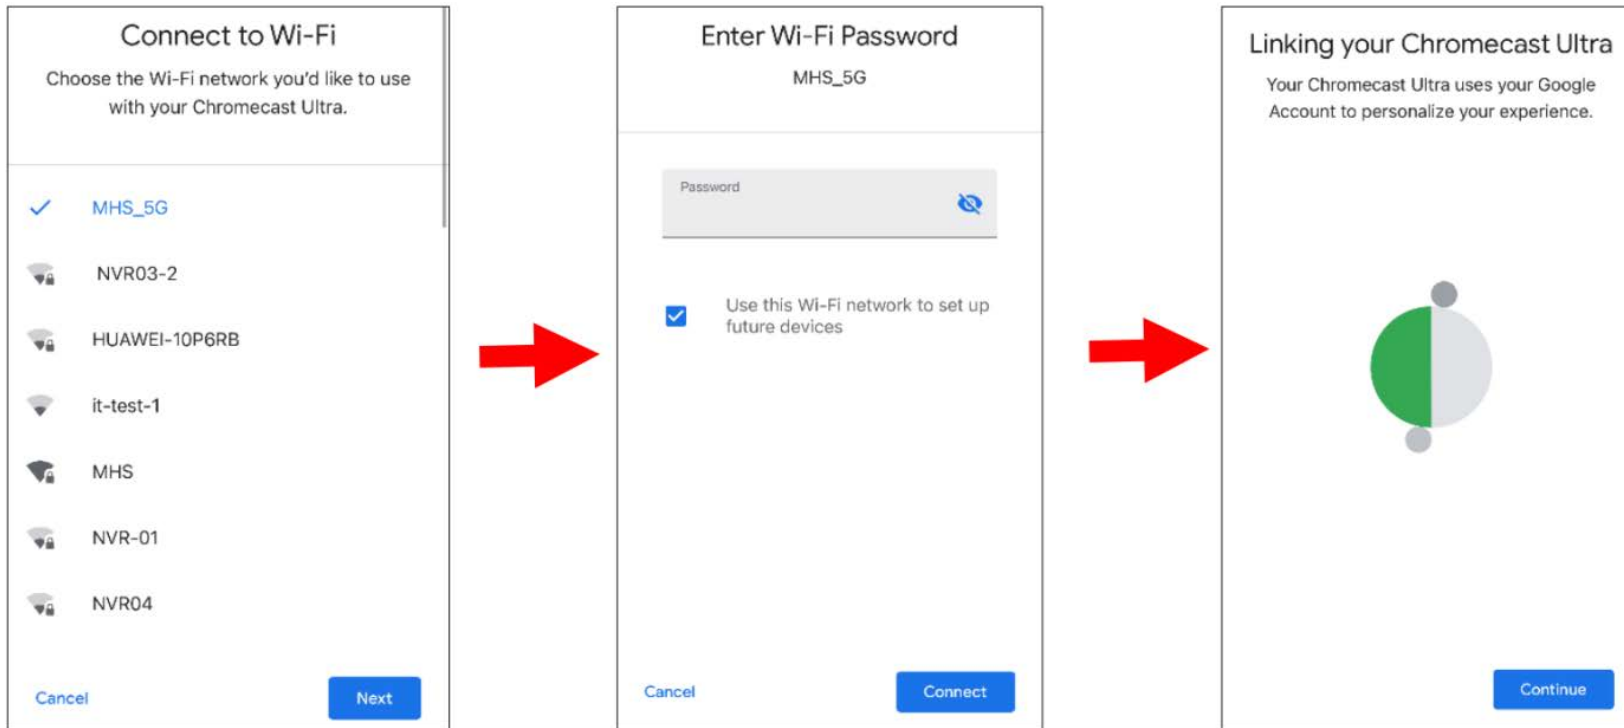 Connect to Wi-Fi
Choose the Wi-Fi network you'd like to use
with your Chromecast Ultra.
MHS_5G
NVR03-2
HUAWEI-10P6RB
it-test-1
MHS
NVR-01
NVR04
Cancel
Next
Enter Wi-Fi Password
MHS_5G
Password
Use this Wi-Fi network to set up
future devices
Cancel
Connect
Linking your Chromecast Ultra
Your Chromecast Ultra uses your Google
Account to personalize your experience.
Continue